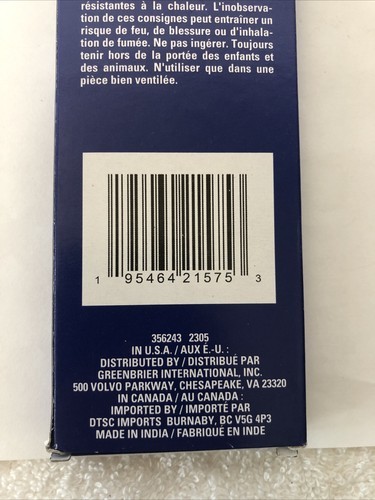 résistantes à la chaleur. L'inobserva-
tion de ces consignes peut entraîner un
risque de feu, de blessure ou d'inhala-
tion de fumée. Ne pas ingérer. Toujours
tenir hors de la portée des enfants et
des animaux. N'utiliser que dans une
pièce bien ventilée.
1 95464 21575 3
356243 2305
IN U.S.A. / AUX É.-U. :
DISTRIBUTED BY / DISTRIBUÉ PAR
GREENBRIER INTERNATIONAL, INC.
500 VOLVO PARKWAY, CHESAPEAKE, VA 23320
IN CANADA / AU CANADA :
IMPORTED BY / IMPORTÉ PAR
DTSC IMPORTS BURNABY, BC V5G 4P3
MADE IN INDIA / FABRIQUÉ EN INDE